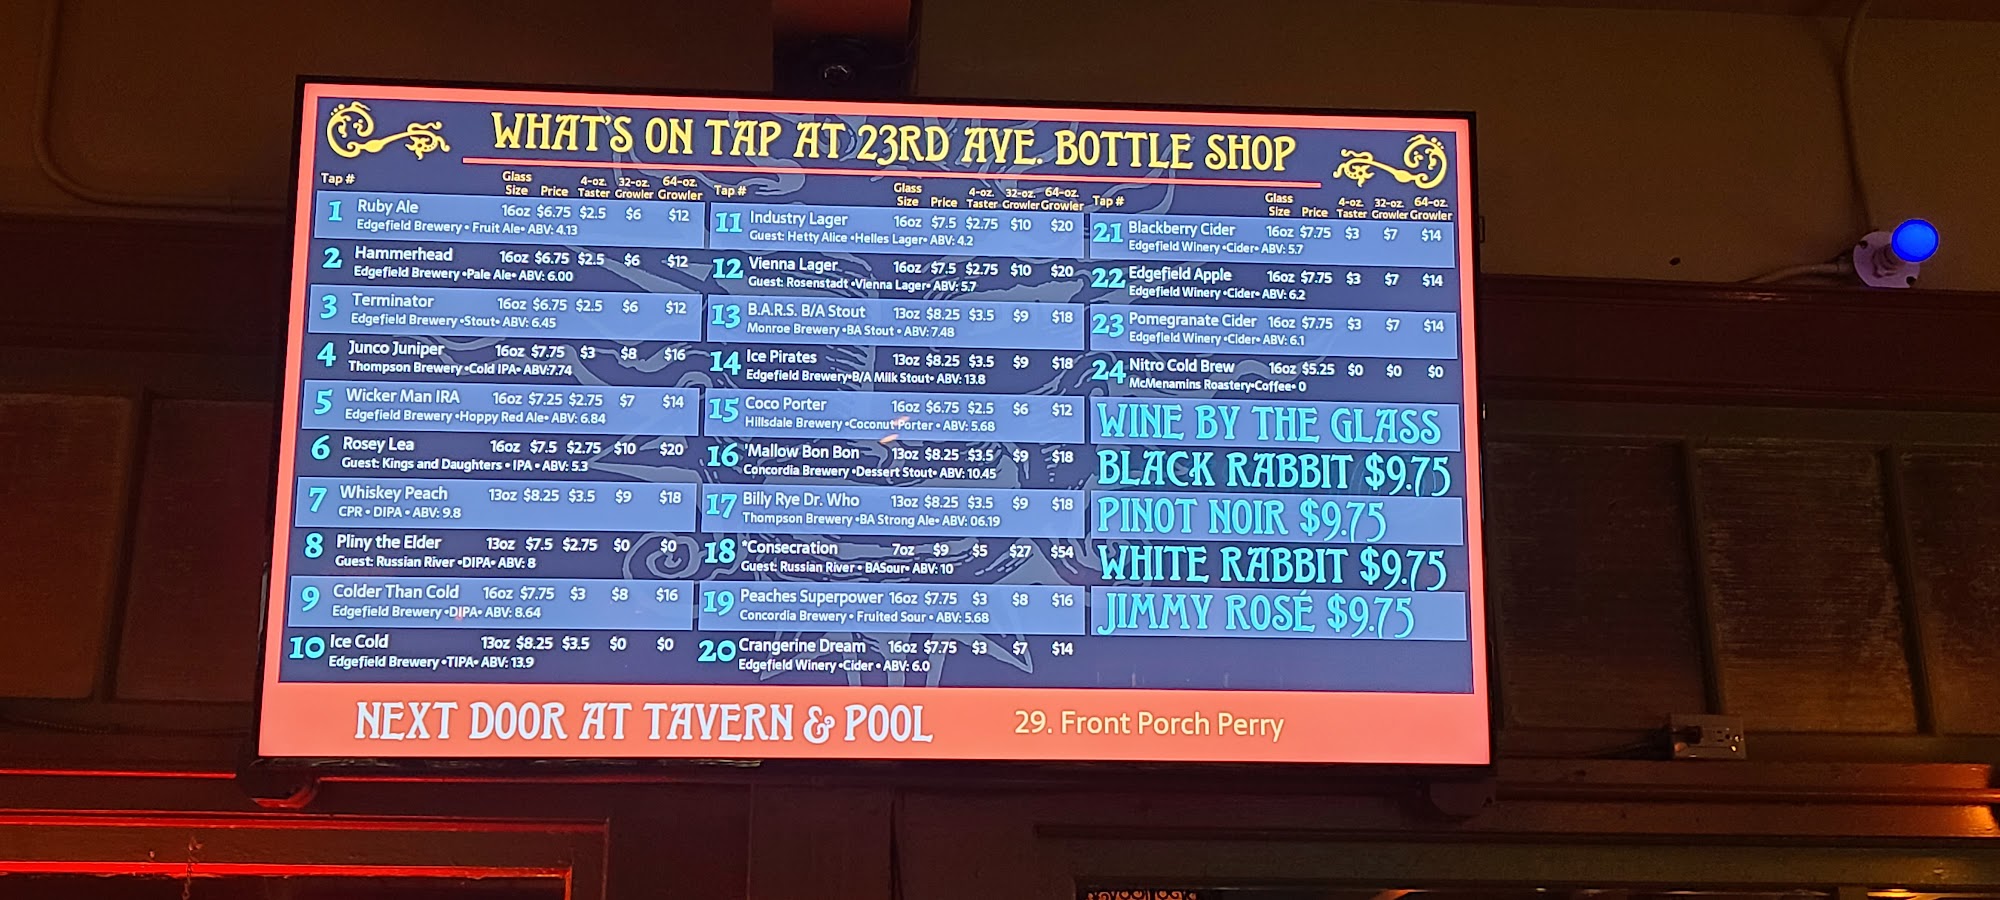 WHAT'S ON TAP AT 23RD AVE. BOTTLE SHOP
Tap # Glass Size Price 4-oz. Taster 32-oz. Growler 64-oz. Growler
1 Ruby Ale 16oz $6.75 $2.5 $6 $12
Edgefield Brewery • Fruit Ale• ABV: 4.13
2 Hammerhead 16oz $6.75 $2.5 $6 $12
Edgefield Brewery •Pale Ale• ABV: 6.00
3 Terminator 16oz $6.75 $2.5 $6 $12
Edgefield Brewery •Stout• ABV: 6.45
4 Junco Juniper 16oz $7.75 $3 $8 $16
Thompson Brewery •Cold IPA• ABV:7.74
5 Wicker Man IRA 16oz $7.25 $2.75 $7 $14
Edgefield Brewery •Hoppy Red Ale• ABV: 6.84
6 Rosey Lea 16oz $7.5 $2.75 $10 $20
Guest: Kings and Daughters • IPA • ABV: 5.3
7 Whiskey Peach 13oz $8.25 $3.5 $9 $18
CPR • DIPA • ABV: 9.8
8 Pliny the Elder 13oz $7.5 $2.75 $0 $0
Guest: Russian River •DIPA• ABV: 8
9 Colder Than Cold 16oz $7.75 $3 $8 $16
Edgefield Brewery •DIPA• ABV: 8.64
10 Ice Cold 13oz $8.25 $3.5 $0 $0
Edgefield Brewery •TIPA• ABV: 13.9
Tap # Glass Size Price 4-oz. Taster 32-oz. Growler 64-oz. Growler
11 Industry Lager 16oz $7.5 $2.75 $10 $20
Guest: Hetty Alice •Helles Lager• ABV: 4.2
12 Vienna Lager 16oz $7.5 $2.75 $10 $20
Guest: Rosenstadt •Vienna Lager• ABV: 5.7
13 B.A.R.S. B/A Stout 13oz $8.25 $3.5 $9 $18
Monroe Brewery •BA Stout • ABV: 7.48
14 Ice Pirates 13oz $8.25 $3.5 $9 $18
Edgefield Brewery•B/A Milk Stout• ABV: 13.8
15 Coco Porter 16oz $6.75 $2.5 $6 $12
Hillsdale Brewery •Coconut Porter • ABV: 5.68
16 'Mallow Bon Bon 13oz $8.25 $3.5 $9 $18
Concordia Brewery •Dessert Stout• ABV: 10.45
17 Billy Rye Dr. Who 13oz $8.25 $3.5 $9 $18
Thompson Brewery •BA Strong Ale• ABV: 06.19
18 *Consecration 7oz $9 $5 $27 $54
Guest: Russian River • BASour• ABV: 10
19 Peaches Superpower 16oz $7.75 $3 $8 $16
Concordia Brewery • Fruited Sour • ABV: 5.68
20 Crangerine Dream 16oz $7.75 $3 $7 $14
Edgefield Winery •Cider • ABV: 6.0
Tap # Glass Size Price 4-oz. Taster 32-oz. Growler 64-oz. Growler
21 Blackberry Cider 16oz $7.75 $3 $7 $14
Edgefield Winery •Cider• ABV: 5.7
22 Edgefield Apple 16oz $7.75 $3 $7 $14
Edgefield Winery •Cider• ABV: 6.2
23 Pomegranate Cider 16oz $7.75 $3 $7 $14
Edgefield Winery •Cider• ABV: 6.1
24 Nitro Cold Brew 16oz $5.25 $0 $0 $0
McMenamins Roastery•Coffee• 0
WINE BY THE GLASS
BLACK RABBIT $9.75
PINOT NOIR $9.75
WHITE RABBIT $9.75
JIMMY ROSÉ $9.75
NEXT DOOR AT TAVERN & POOL 29. Front Porch Perry